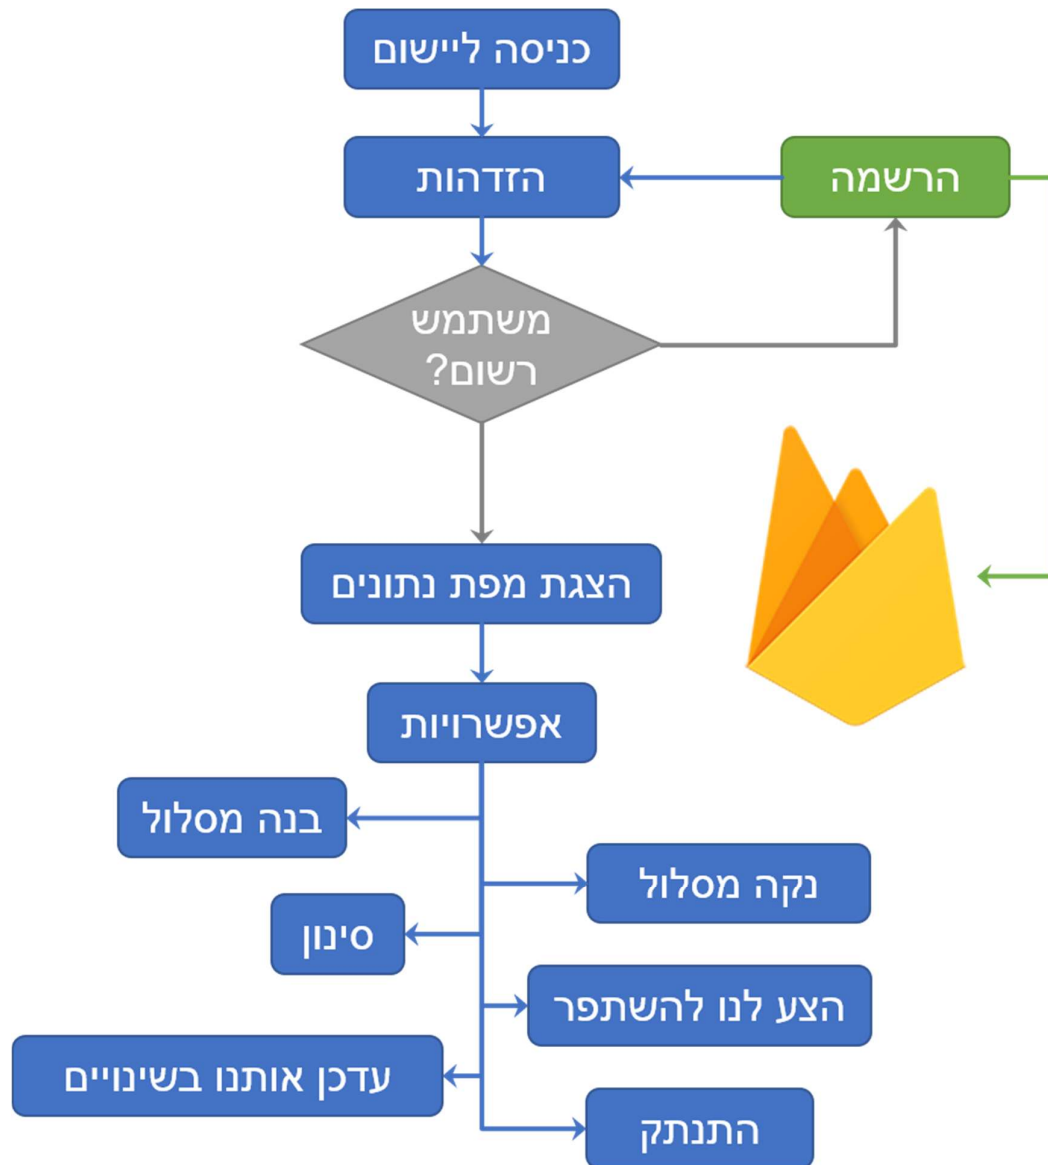 כניסה ליישום
הזדהות
הרשמה
משתמש
רשום?
הצגת מפת נתונים
אפשרויות
בנה מסלול
נקה מסלול
סינון
הצע לנו להשתפר
עדכן אותנו בשינויים
התנתק